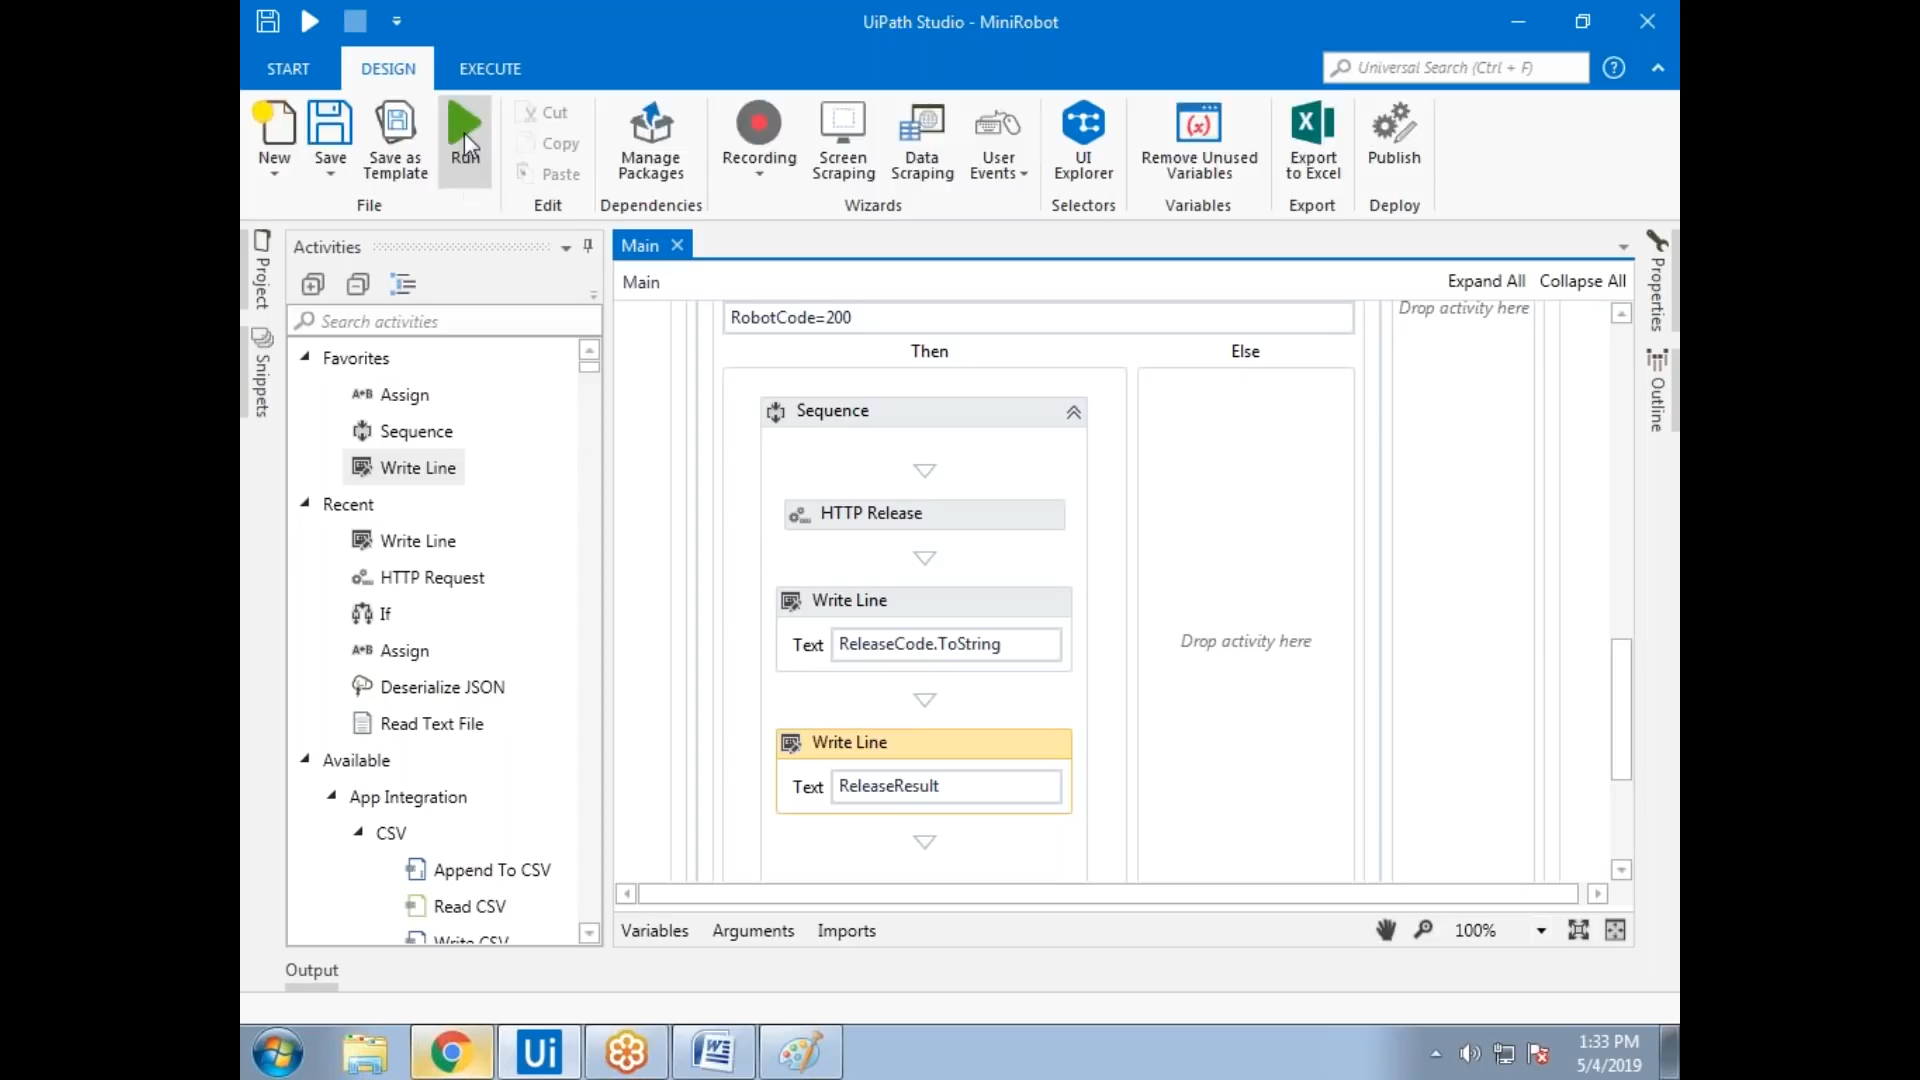 UiPath Studio - MiniRobot
START
DESIGN
EXECUTE
Universal Search (Ctrl + F)
New
Save
Save as Template
Run
Cut
Copy
Paste
Manage Packages
Recording
Screen Scraping
Data Scraping
User Events
UI Explorer
Remove Unused Variables
Export to Excel
Publish
File
Edit
Dependencies
Wizards
Selectors
Variables
Export
Deploy
Project
Snippets
Activities
Search activities
Favorites
Assign
Sequence
Write Line
Recent
Write Line
HTTP Request
If
Assign
Deserialize JSON
Read Text File
Available
App Integration
CSV
Append To CSV
Read CSV
Write CSV
Main
Main
Expand All
Collapse All
RobotCode=200
Drop activity here
Then
Else
Sequence
HTTP Release
Write Line
Text
ReleaseCode.ToString
Drop activity here
Write Line
Text
ReleaseResult
Variables
Arguments
Imports
100%
Properties
Outline
Output
Ui
1:33 PM
5/4/2019